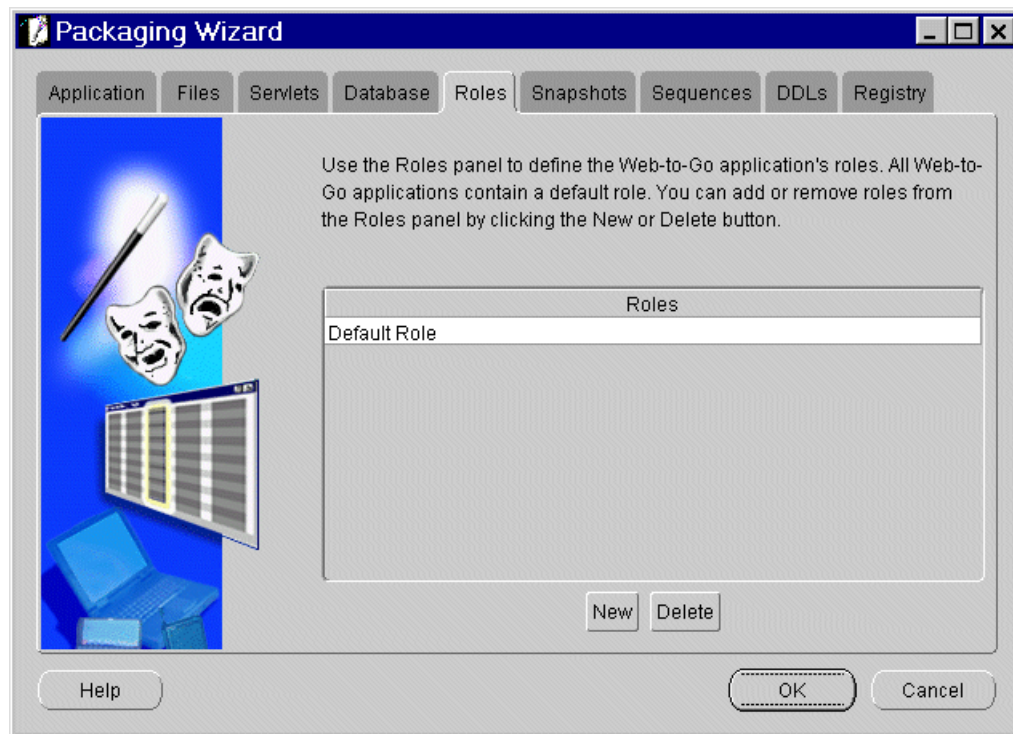 Packaging Wizard
Application Files Servlets Database Roles Snapshots Sequences DDLs Registry
Use the Roles panel to define the Web-to-Go application's roles. All Web-to-
Go applications contain a default role. You can add or remove roles from
the Roles panel by clicking the New or Delete button.
Roles
Default Role
New Delete
Help OK Cancel